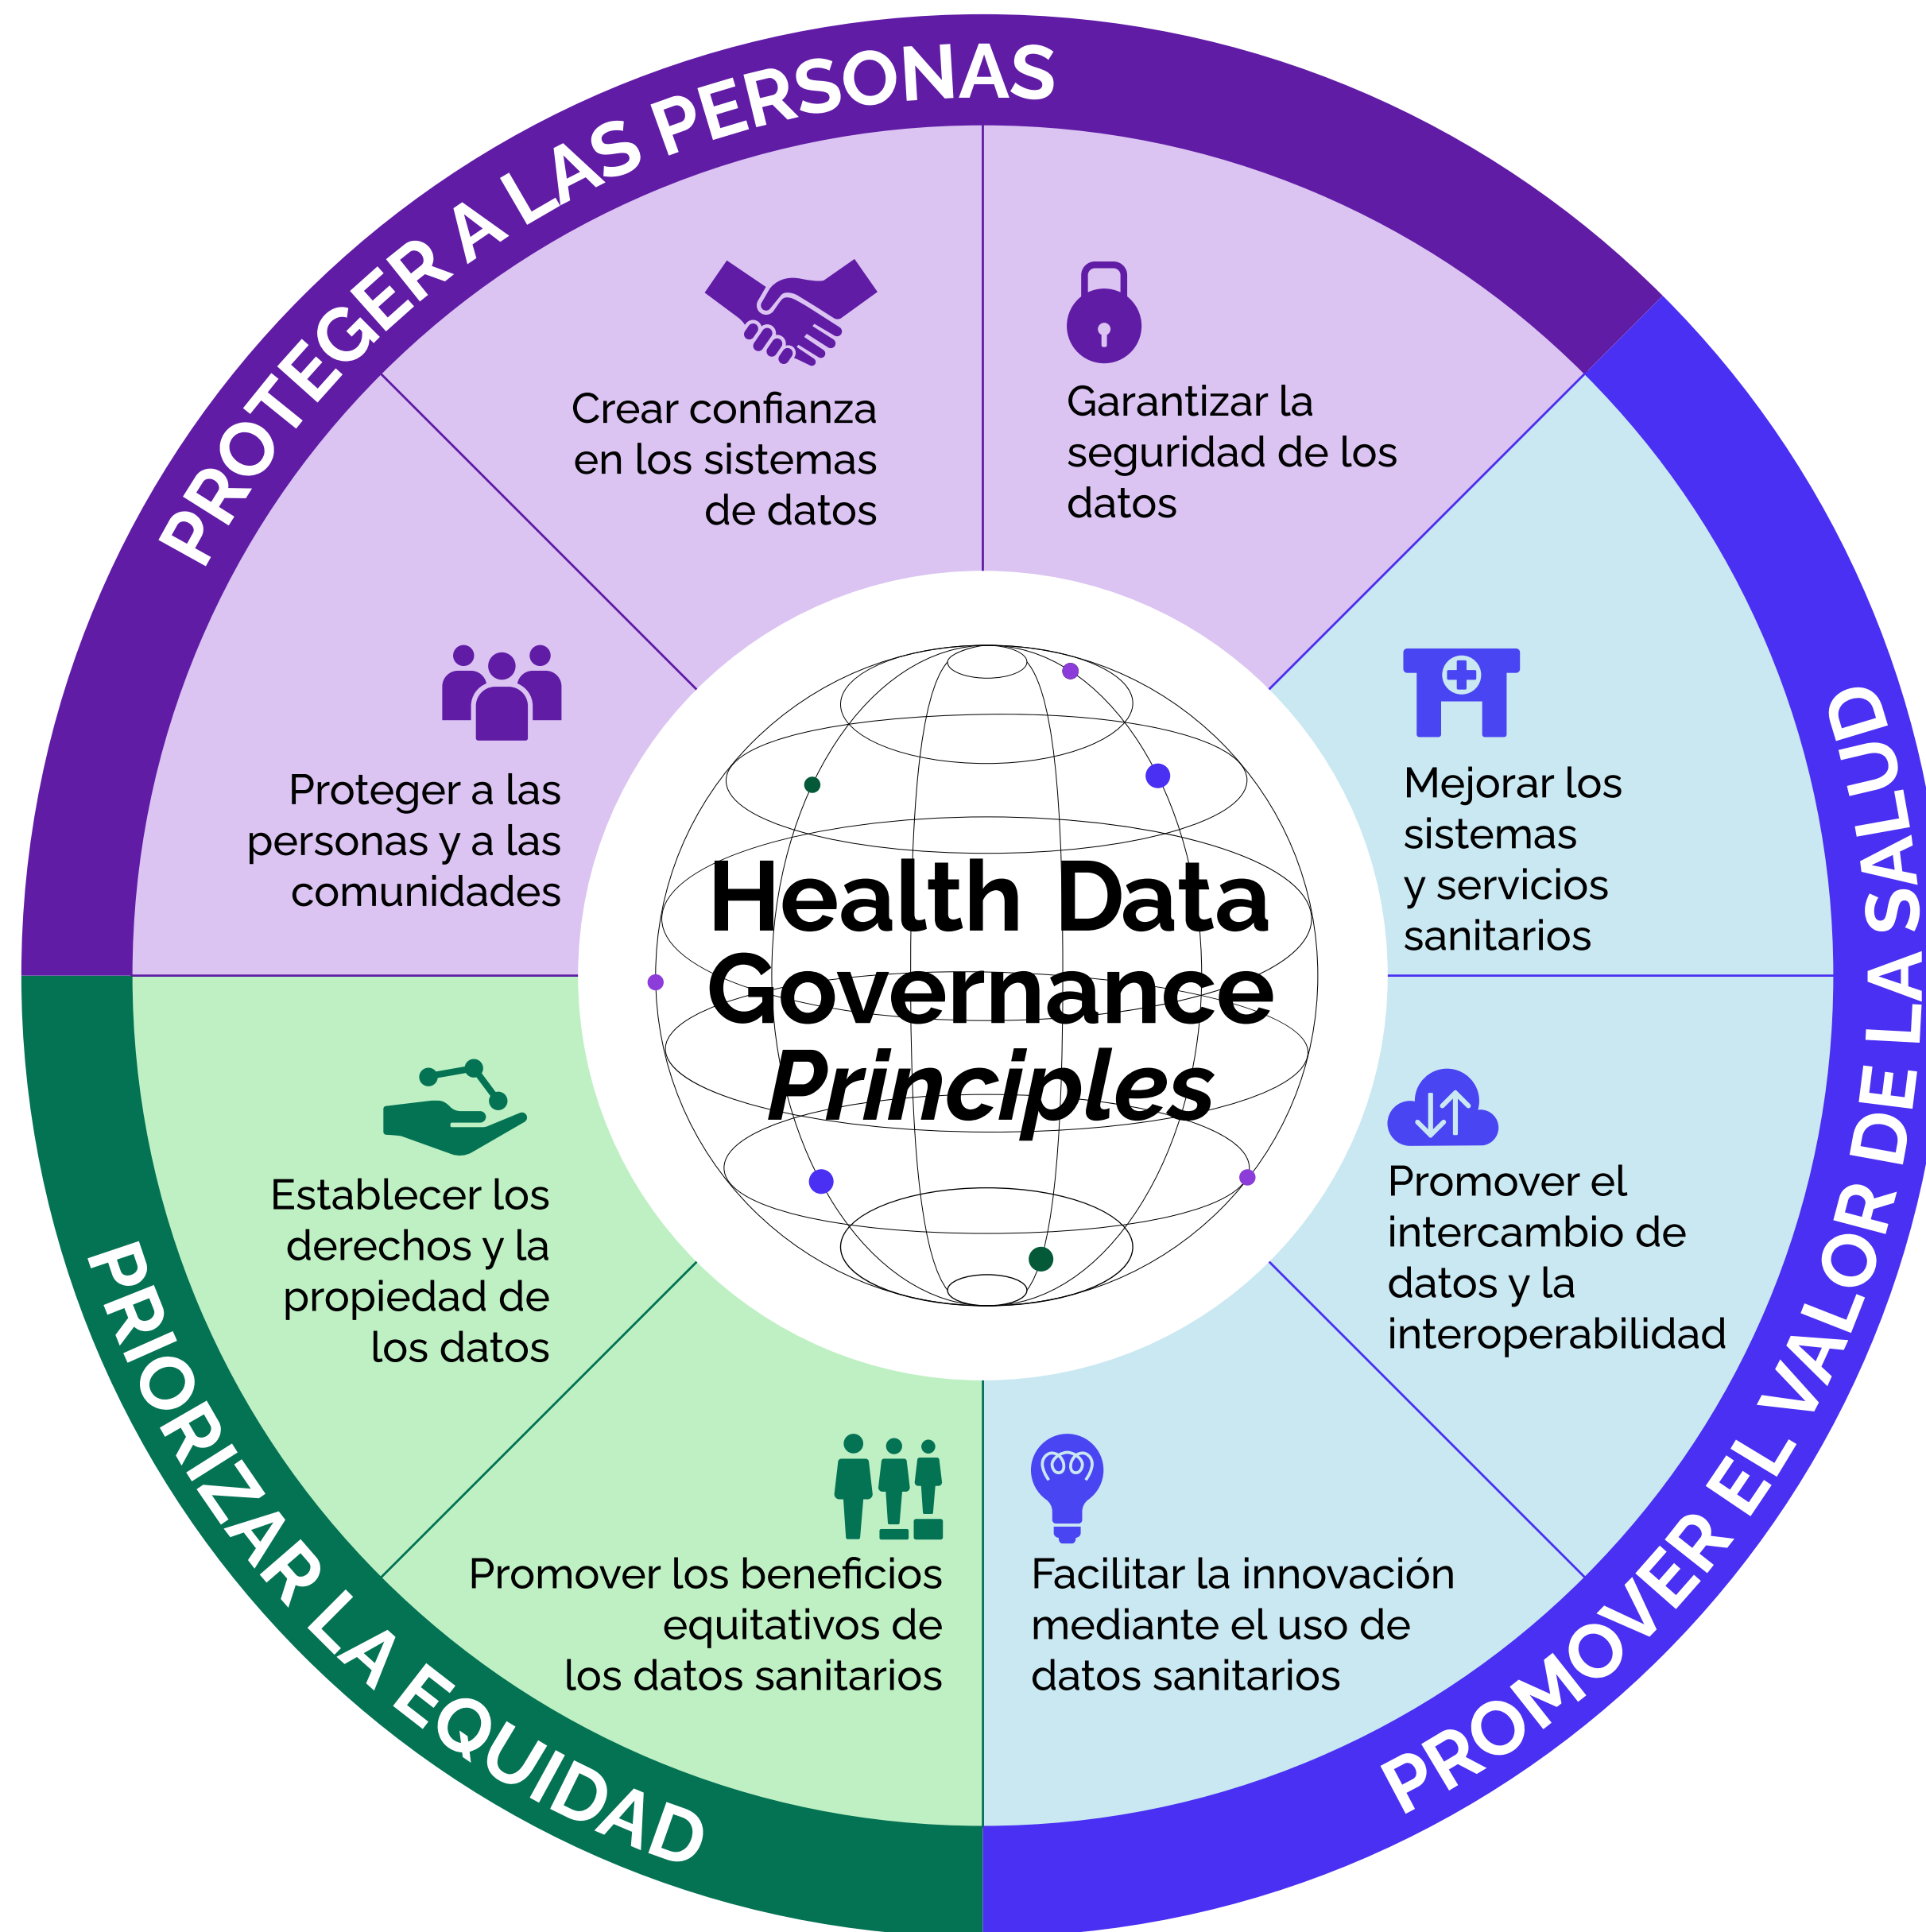 PROTEGER A LAS PERSONAS
Crear confianza
en los sistemas
de datos
Garantizar la
seguridad de los
datos
Proteger a las
personas y a las
comunidades
Mejorar los
sistemas
y servicios
sanitarios
Health Data
Governance
Principles
PROMOVER EL VALOR DE LA SALUD
Promover el
intercambio de
datos y la
interoperabilidad
Establecer los
derechos y la
propiedad de
los datos
PRIORIZAR LA EQUIDAD
Promover los beneficios
equitativos de
los datos sanitarios
Facilitar la innovación
mediante el uso de
datos sanitarios